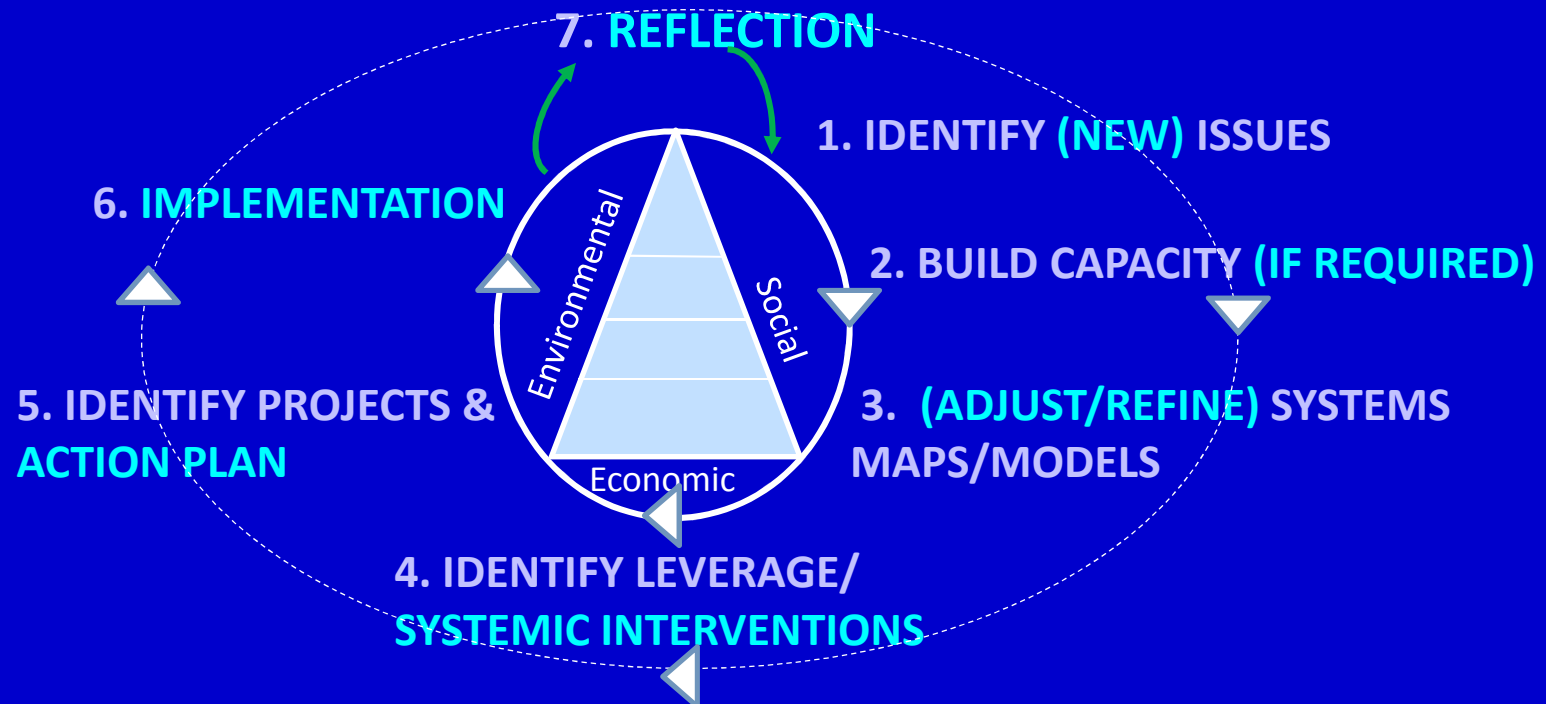 7. REFLECTION
1. IDENTIFY (NEW) ISSUES
2. BUILD CAPACITY (IF REQUIRED)
3. (ADJUST/REFINE) SYSTEMS
MAPS/MODELS
4. IDENTIFY LEVERAGE/
SYSTEMIC INTERVENTIONS
5. IDENTIFY PROJECTS &
ACTION PLAN
6. IMPLEMENTATION
Environmental
Social
Economic